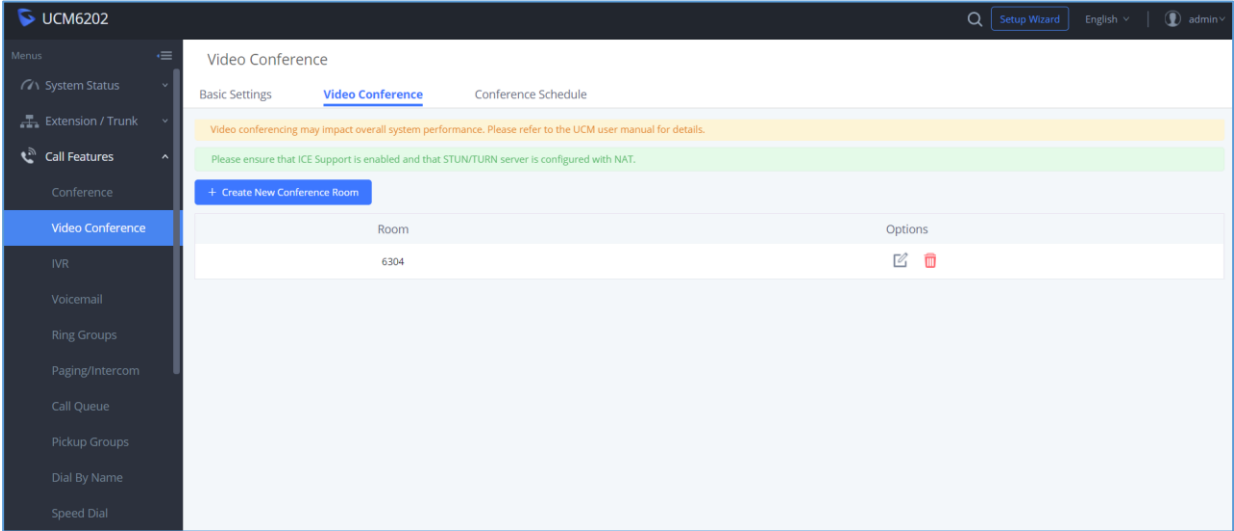 UCM6202
Setup Wizard
English
admin
Menus
System Status
Extension / Trunk
Call Features
Conference
Video Conference
IVR
Voicemail
Ring Groups
Paging/Intercom
Call Queue
Pickup Groups
Dial By Name
Speed Dial
Video Conference
Basic Settings Video Conference Conference Schedule
Video conferencing may impact overall system performance. Please refer to the UCM user manual for details.
Please ensure that ICE Support is enabled and that STUN/TURN server is configured with NAT.
+ Create New Conference Room
Room Options
6304